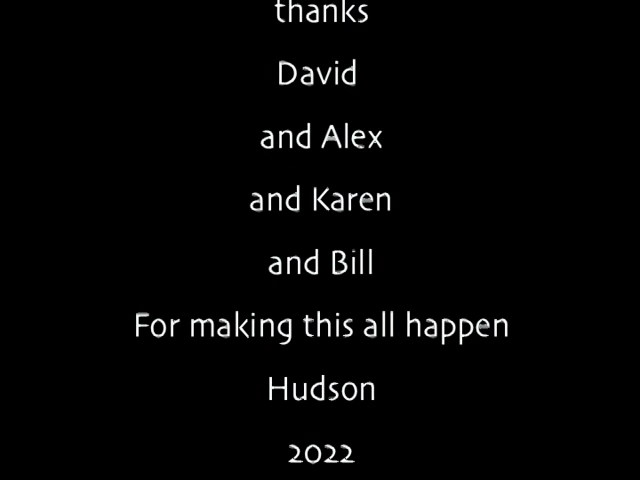 thanks
David
and Alex
and Karen
and Bill
For making this all happen
Hudson
2022